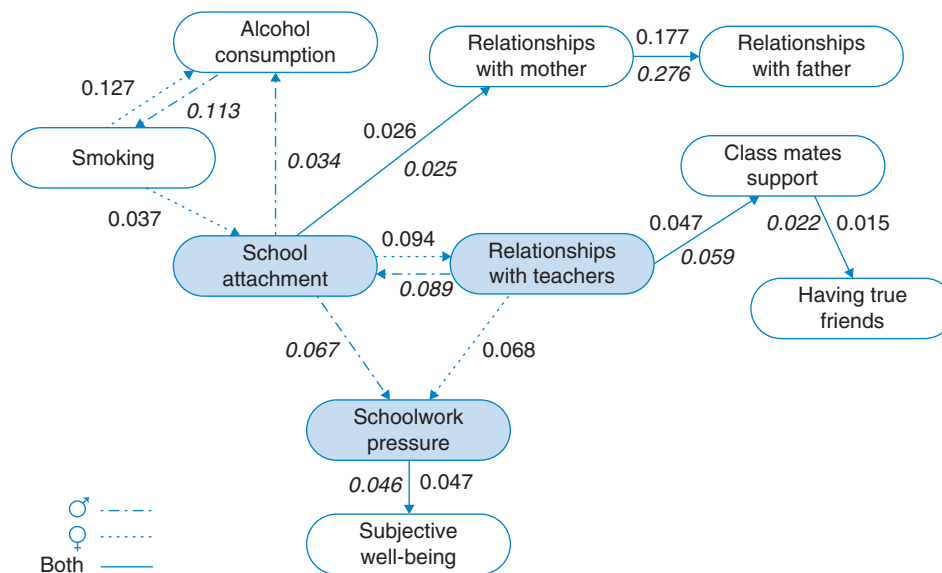 Alcohol
consumption
Relationships
with mother
0.177
0.276
Relationships
with father
0.127
0.113
Smoking
0.026
0.025
0.034
Class mates
support
0.037
0.047
0.059
0.022
0.015
School
attachment
0.094
0.089
Relationships
with teachers
Having true
friends
0.067
0.068
Schoolwork
pressure
0.046
0.047
♂
♀
Both
Subjective
well-being